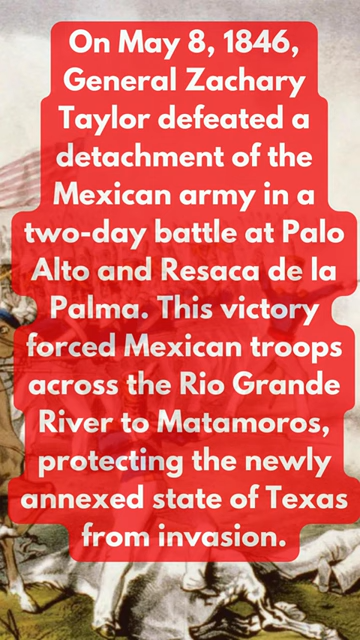 On May 8, 1846,
General Zachary
Taylor defeated a
detachment of the
Mexican army in a
two-day battle at Palo
Alto and Resaca de la
Palma. This victory
forced Mexican troops
across the Rio Grande
River to Matamoros,
protecting the newly
annexed state of Texas
from invasion.